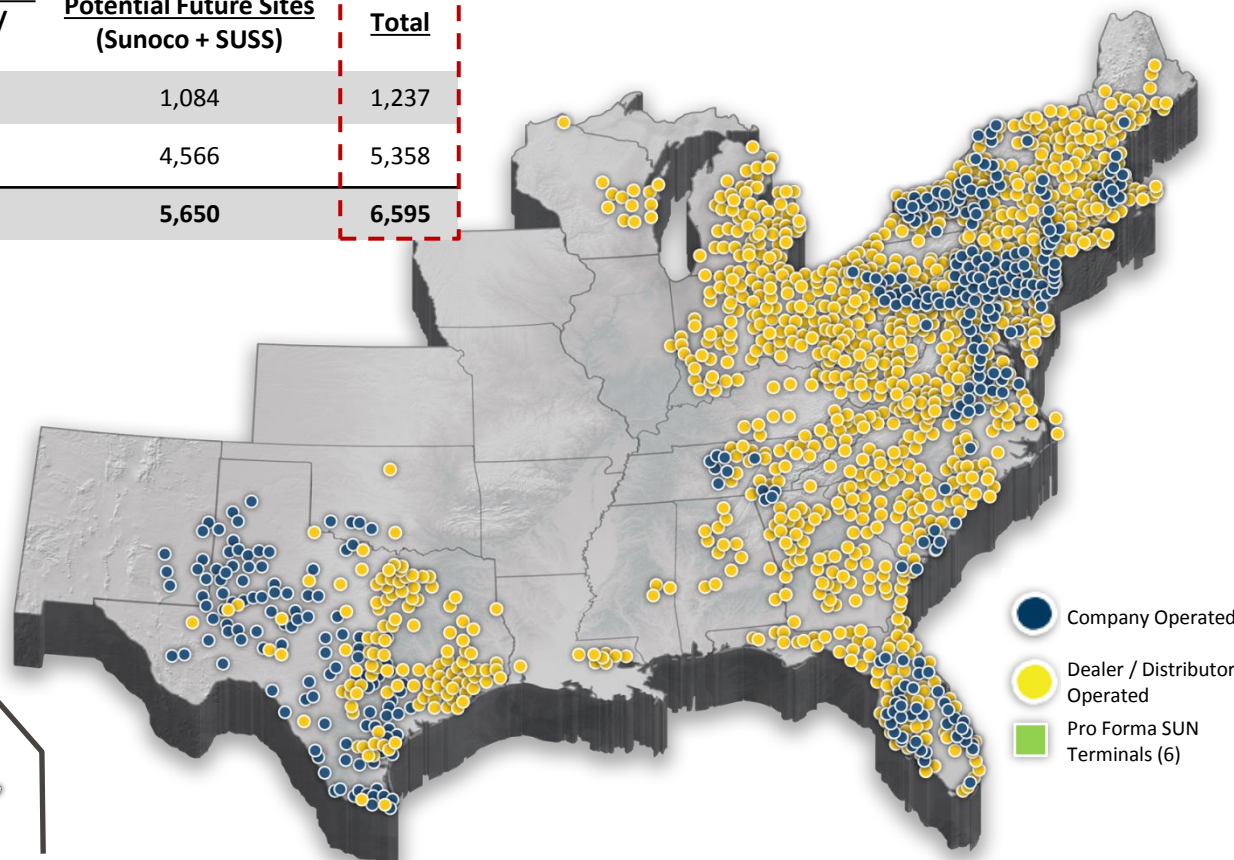 Potential Future Sites
(Sunoco + SUSS)
Total
1,084
1,237
4,566
5,358
5,650
6,595
Company Operated
Dealer / Distributor
Operated
Pro Forma SUN
Terminals (6)